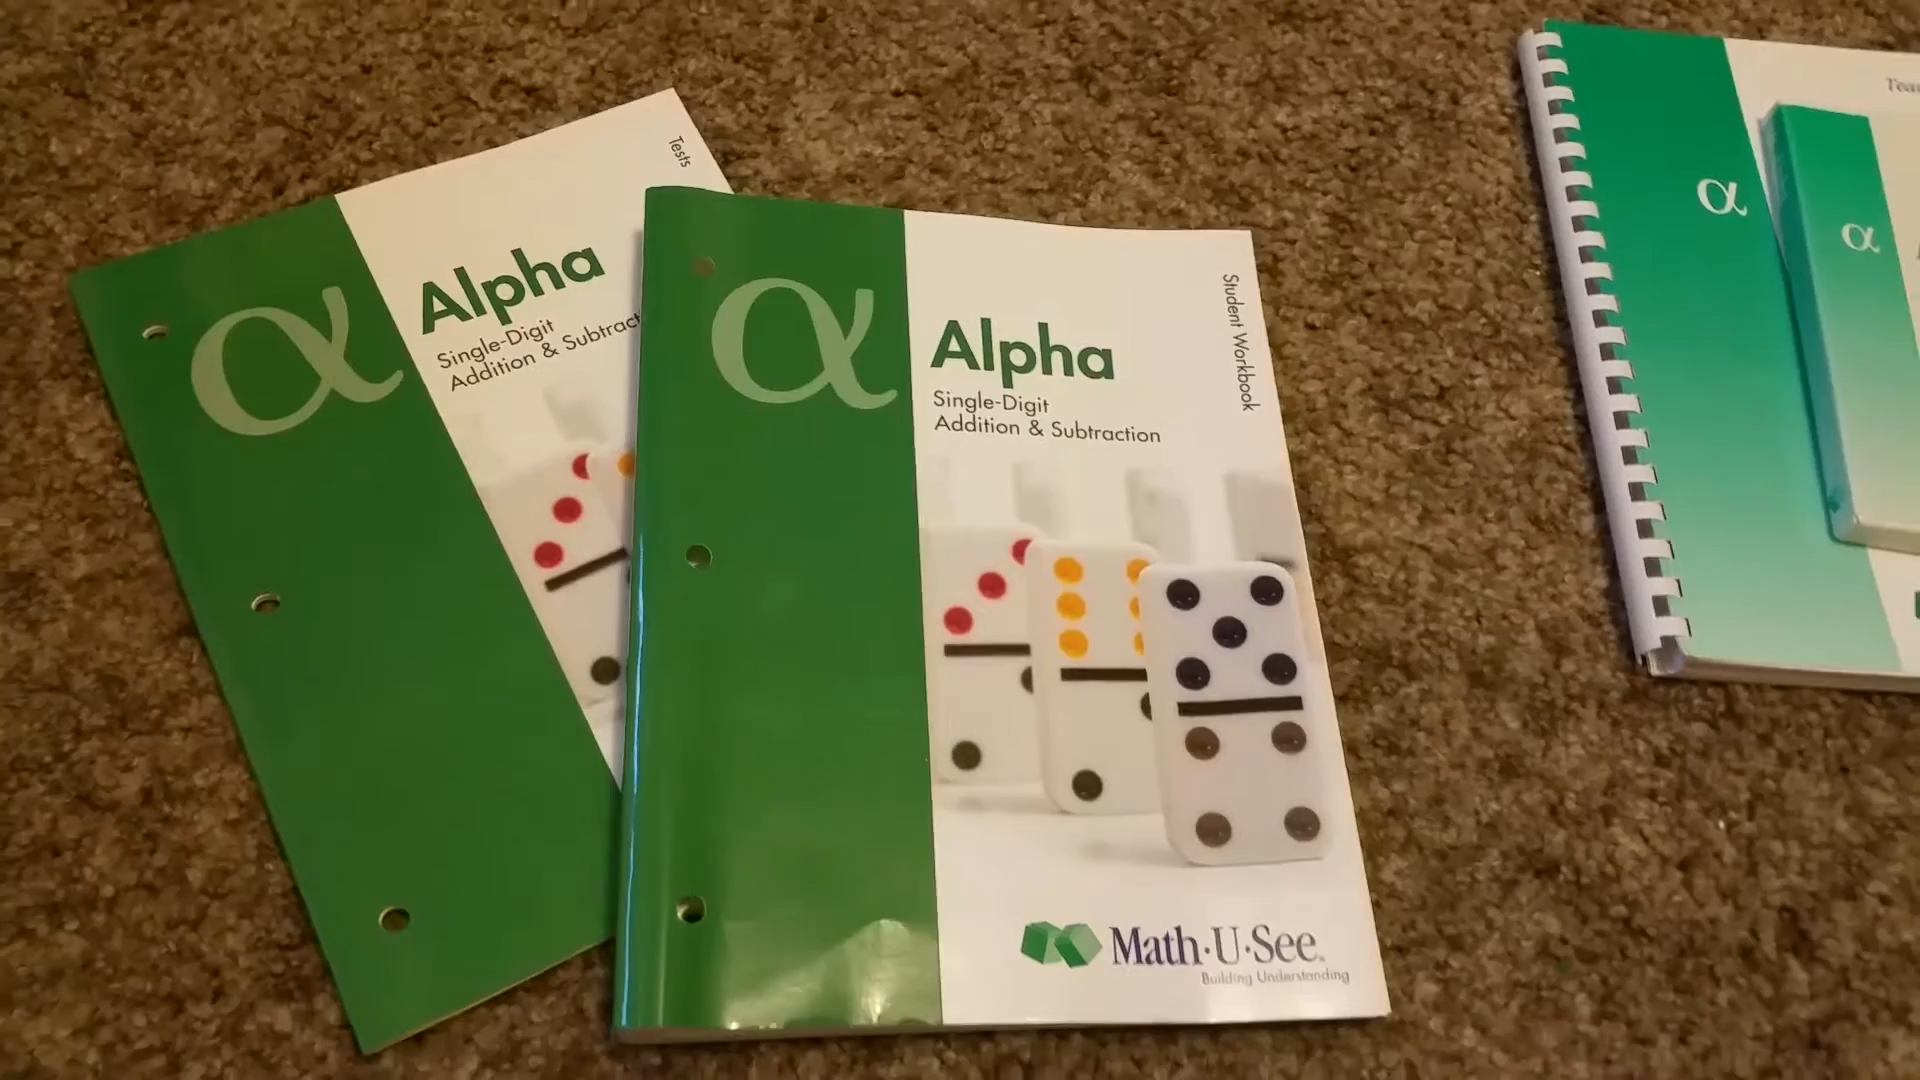 Tests
α
Alpha
Single-Digit
Addition & Subtract
Student Workbook
α
Alpha
Single-Digit
Addition & Subtraction
Math·U·See
Building Understanding
α
α